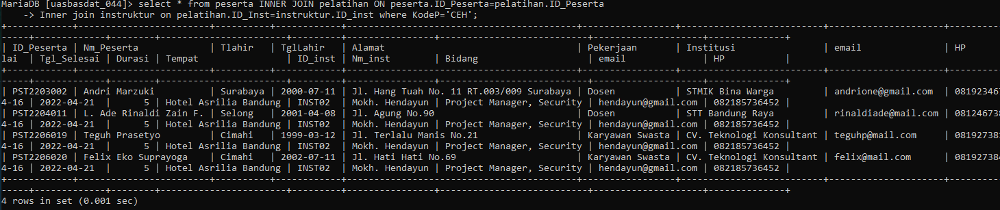 MariaDB [uasbasdat_044]> select * from peserta INNER JOIN pelatihan ON peserta.ID_Peserta=pelatihan.ID_Peserta
-> Inner join instruktur on pelatihan.ID_Inst=instruktur.ID_inst where KodeP='CEH';
| ID_Peserta | Nm_Peserta | Tlahir | TglLahir | Alamat | Pekerjaan | Institusi | email | HP
lai | Tgl_Selesai | Durasi | Tempat | ID_inst | Nm_inst | Bidang | email | HP |
| PST2203002 | Andri Marzuki | Surabaya | 2000-07-11 | Jl. Hang Tuah No. 11 RT.003/009 Surabaya | Dosen | STMIK Bina Warga | andrione@gmail.com | 08192346
4-16 | 2022-04-21 | 5 | Hotel Asrilia Bandung | INST02 | Mokh. Hendayun | Project Manager, Security | hendayun@gmail.com | 082185736452 |
| PST2204011 | L. Ade Rinaldi Zain F. | Selong | 2001-04-08 | Jl. Agung No.90 | Dosen | STT Bandung Raya | rinaldiade@mail.com | 08124673
4-16 | 2022-04-21 | 5 | Hotel Asrilia Bandung | INST02 | Mokh. Hendayun | Project Manager, Security | hendayun@gmail.com | 082185736452 |
| PST2206019 | Teguh Prasetyo | Cimahi | 1999-03-12 | Jl. Terlalu Manis No.21 | Karyawan Swasta | CV. Teknologi Konsultant | teguhp@mail.com | 08192738
4-16 | 2022-04-21 | 5 | Hotel Asrilia Bandung | INST02 | Mokh. Hendayun | Project Manager, Security | hendayun@gmail.com | 082185736452 |
| PST2206020 | Felix Eko Suprayoga | Cimahi | 2002-07-11 | Jl. Hati Hati No.69 | Karyawan Swasta | CV. Teknologi Konsultant | felix@mail.com | 08192738
4-16 | 2022-04-21 | 5 | Hotel Asrilia Bandung | INST02 | Mokh. Hendayun | Project Manager, Security | hendayun@gmail.com | 082185736452 |
4 rows in set (0.001 sec)